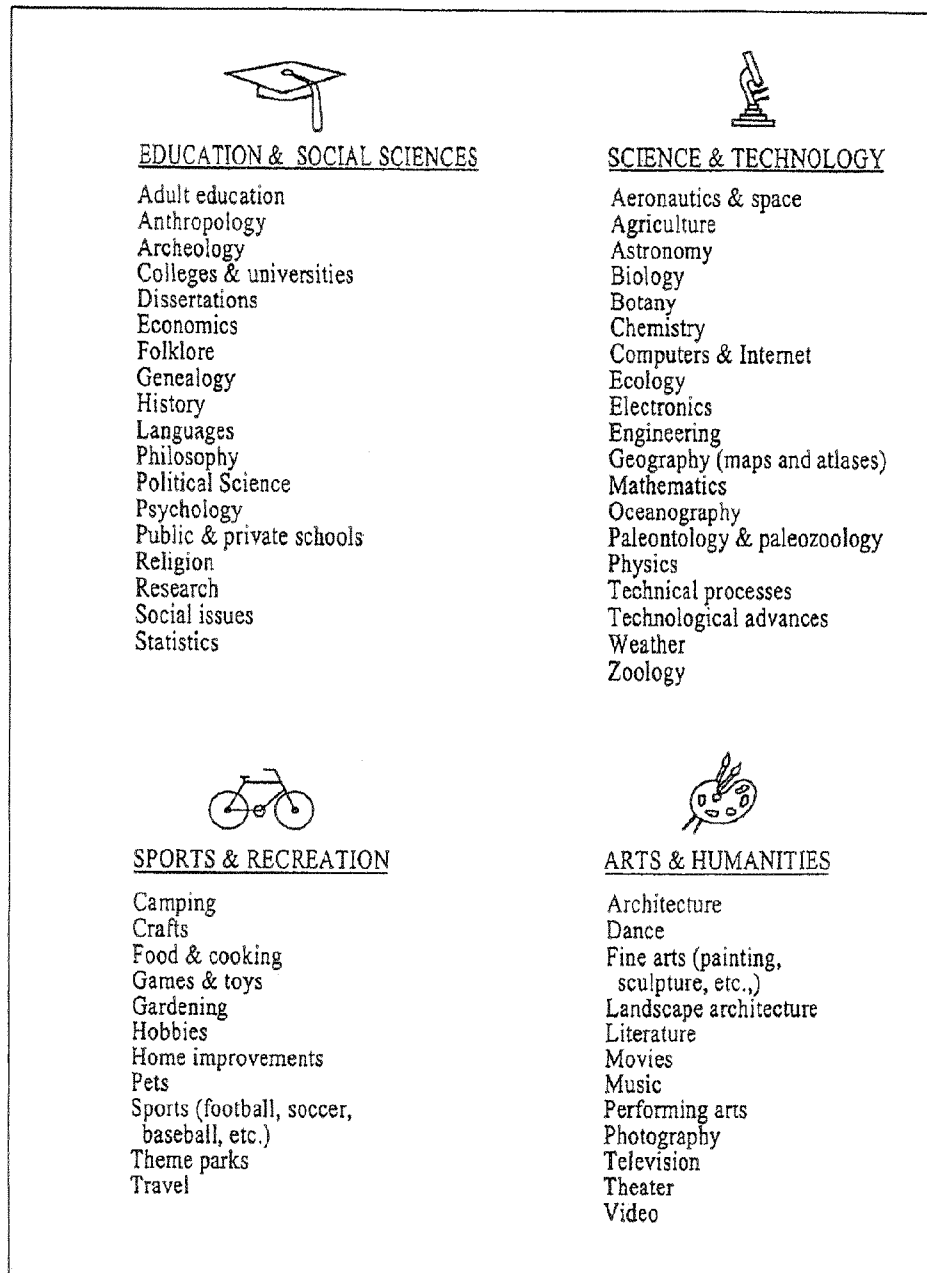 EDUCATION & SOCIAL SCIENCES
Adult education
Anthropology
Archeology
Colleges & universities
Dissertations
Economics
Folklore
Genealogy
History
Languages
Philosophy
Political Science
Psychology
Public & private schools
Religion
Research
Social issues
Statistics
SCIENCE & TECHNOLOGY
Aeronautics & space
Agriculture
Astronomy
Biology
Botany
Chemistry
Computers & Internet
Ecology
Electronics
Engineering
Geography (maps and atlases)
Mathematics
Oceanography
Paleontology & paleozoology
Physics
Technical processes
Technological advances
Weather
Zoology
SPORTS & RECREATION
Camping
Crafts
Food & cooking
Games & toys
Gardening
Hobbies
Home improvements
Pets
Sports (football, soccer,
baseball, etc.)
Theme parks
Travel
ARTS & HUMANITIES
Architecture
Dance
Fine arts (painting,
sculpture, etc.,)
Landscape architecture
Literature
Movies
Music
Performing arts
Photography
Television
Theater
Video